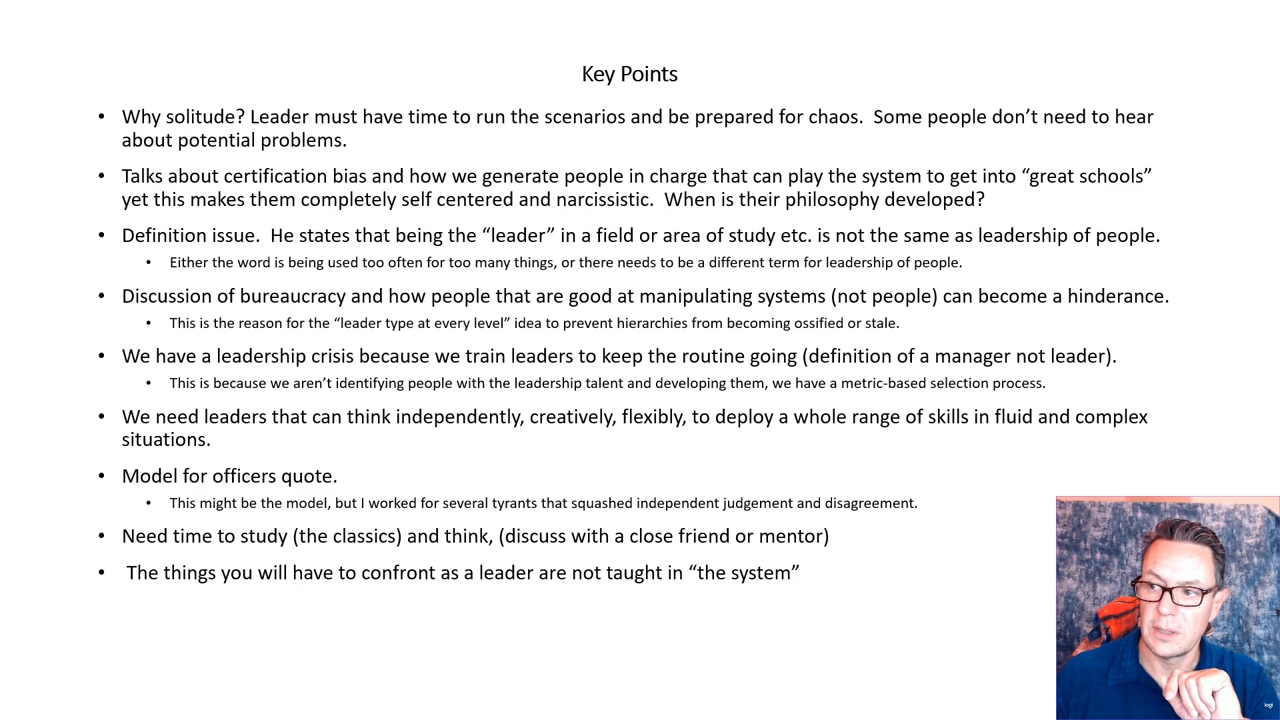 Key Points
• Why solitude? Leader must have time to run the scenarios and be prepared for chaos.  Some people don’t need to hear
about potential problems.
• Talks about certification bias and how we generate people in charge that can play the system to get into “great schools”
yet this makes them completely self centered and narcissistic.  When is their philosophy developed?
• Definition issue.  He states that being the “leader” in a field or area of study etc. is not the same as leadership of people.
• Either the word is being used too often for too many things, or there needs to be a different term for leadership of people.
• Discussion of bureaucracy and how people that are good at manipulating systems (not people) can become a hinderance.
• This is the reason for the “leader type at every level” idea to prevent hierarchies from becoming ossified or stale.
• We have a leadership crisis because we train leaders to keep the routine going (definition of a manager not leader).
• This is because we aren’t identifying people with the leadership talent and developing them, we have a metric-based selection process.
• We need leaders that can think independently, creatively, flexibly, to deploy a whole range of skills in fluid and complex
situations.
• Model for officers quote.
• This might be the model, but I worked for several tyrants that squashed independent judgement and disagreement.
• Need time to study (the classics) and think, (discuss with a close friend or mentor)
• The things you will have to confront as a leader are not taught in “the system”
logi